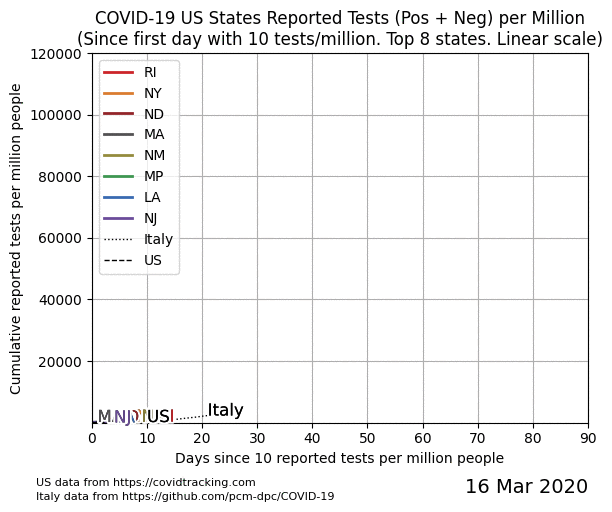 COVID-19 US States Reported Tests (Pos + Neg) per Million
(Since first day with 10 tests/million. Top 8 states. Linear scale)
120000
100000
80000
60000
40000
20000
Cumulative reported tests per million people
RI
NY
ND
MA
NM
MP
LA
NJ
Italy
US
Italy
NJ
US
0 10 20 30 40 50 60 70 80 90
Days since 10 reported tests per million people
US data from https://covidtracking.com
Italy data from https://github.com/pcm-dpc/COVID-19
16 Mar 2020